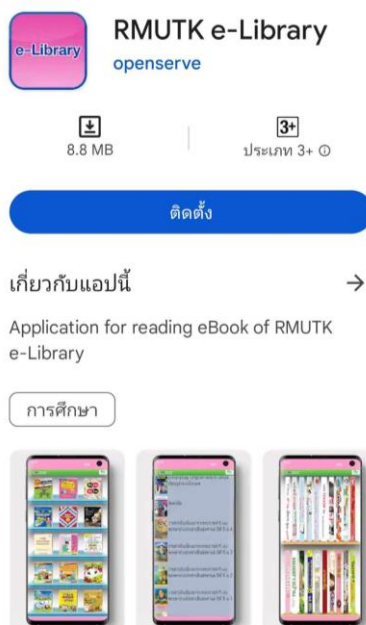 e-Library
RMUTK e-Library
openserve
8.8 MB
3+
ประเภท 3+
ติดตั้ง
เกี่ยวกับแอปนี้
Application for reading eBook of RMUTK
e-Library
การศึกษา